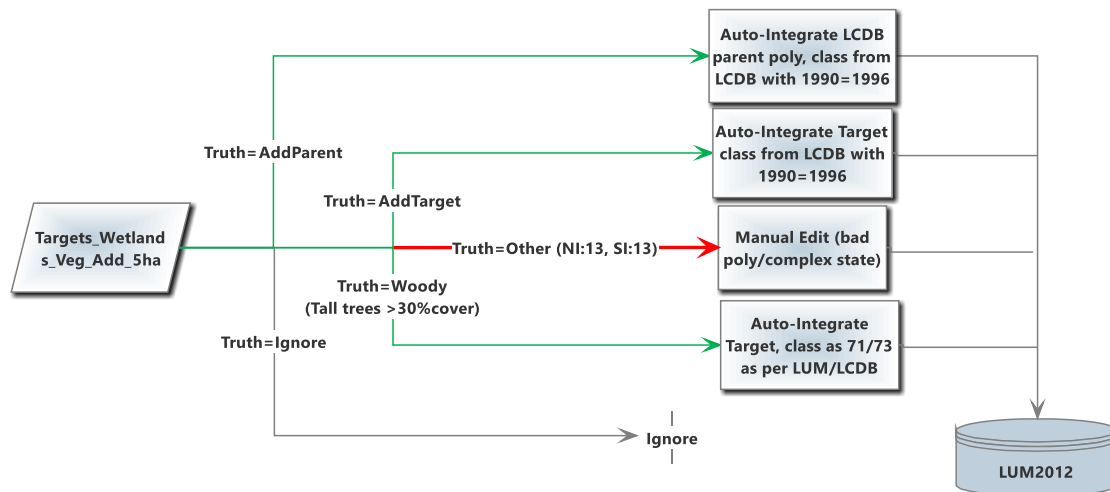 Auto-Integrate LCDB
parent poly, class from
LCDB with 1990=1996
Truth=AddParent
Auto-Integrate Target
class from LCDB with
1990=1996
Truth=AddTarget
Targets_Wetland
s_Veg_Add_5ha
Truth=Other (NI:13, SI:13)
Manual Edit (bad
poly/complex state)
Truth=Woody
(Tall trees >30%cover)
Truth=Ignore
Auto-Integrate
Target, class as 71/73
as per LUM/LCDB
Ignore
LUM2012